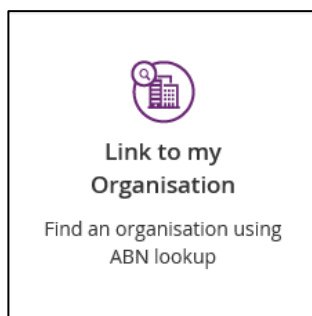 Link to my
Organisation
Find an organisation using
ABN lookup